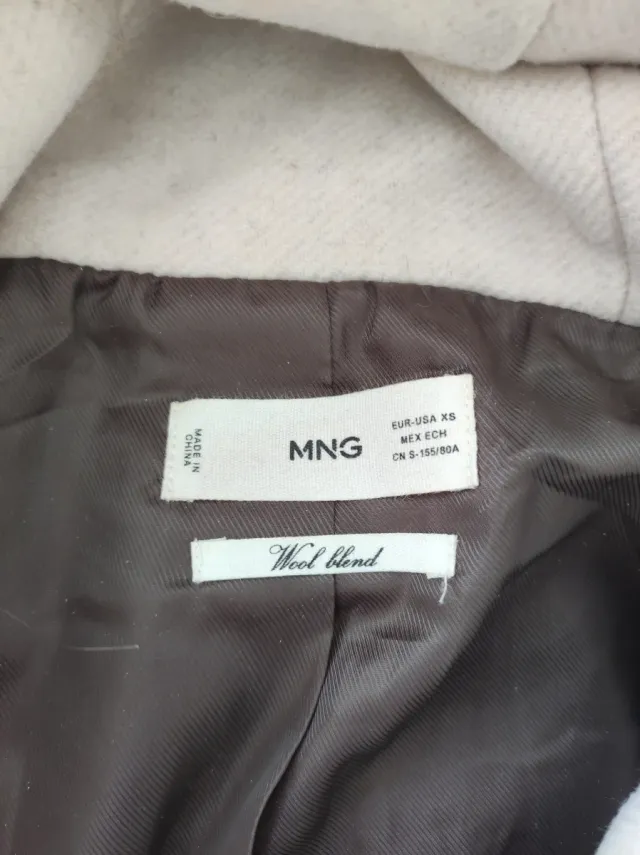 MADE IN
CHINA
MNG
EUR-USA XS
MEX ECH
CN S-155/80A
Wool blend